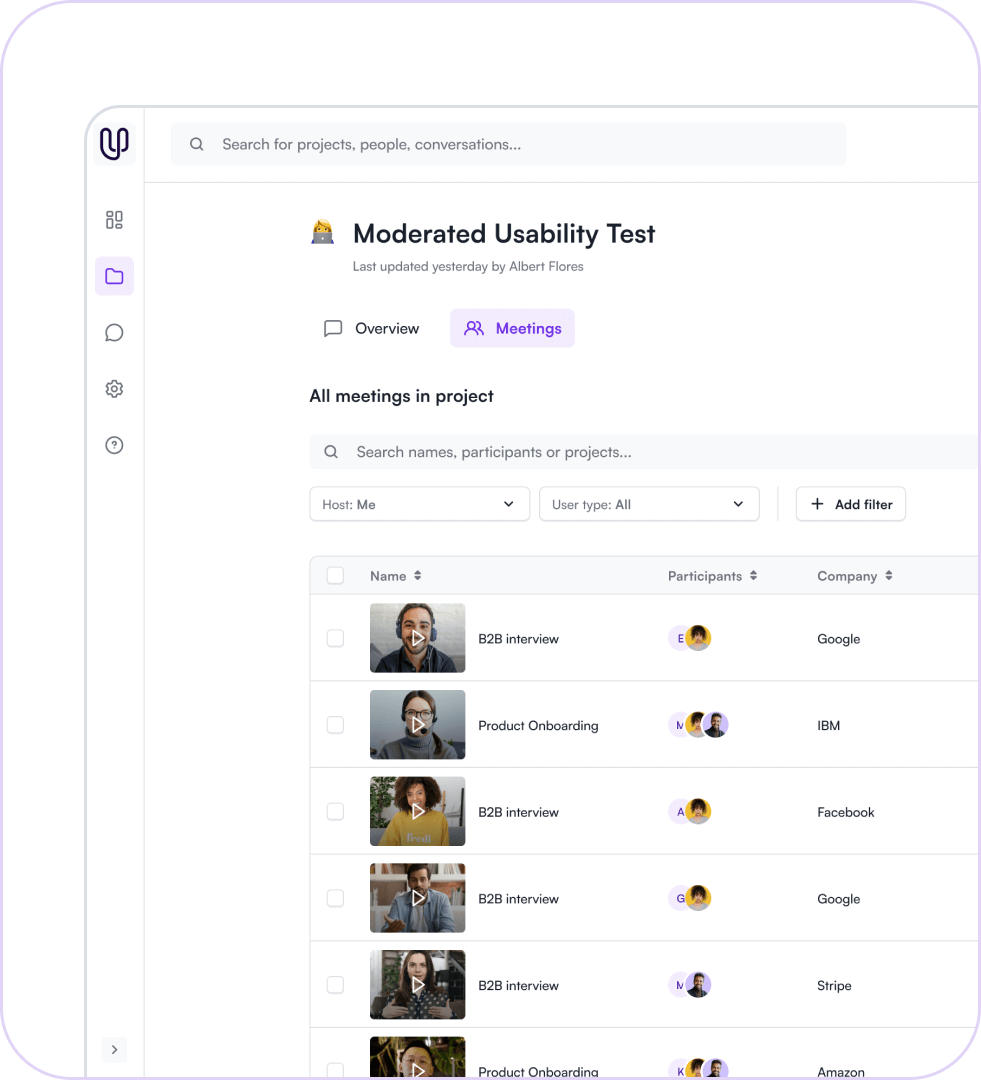 Search for projects, people, conversations...
Moderated Usability Test
Last updated yesterday by Albert Flores
Overview
Meetings
All meetings in project
Search names, participants or projects...
Host: Me
User type: All
Add filter
Name
Participants
Company
B2B interview
E
Google
Product Onboarding
M
IBM
B2B interview
A
Facebook
B2B interview
G
Google
B2B interview
M
Stripe
Product Onboarding
K
Amazon